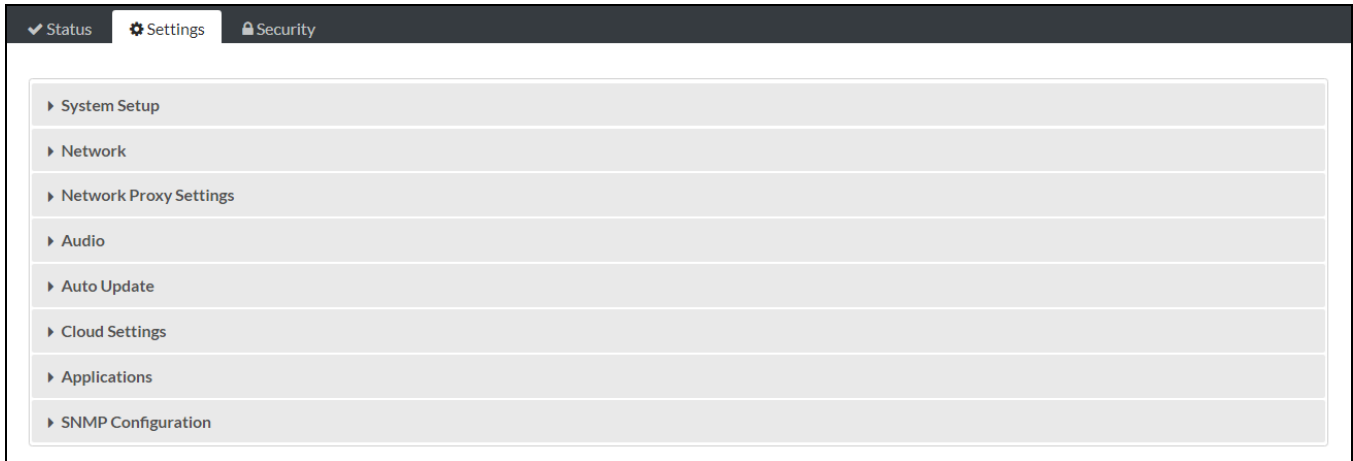 Status Settings Security
System Setup
Network
Network Proxy Settings
Audio
Auto Update
Cloud Settings
Applications
SNMP Configuration